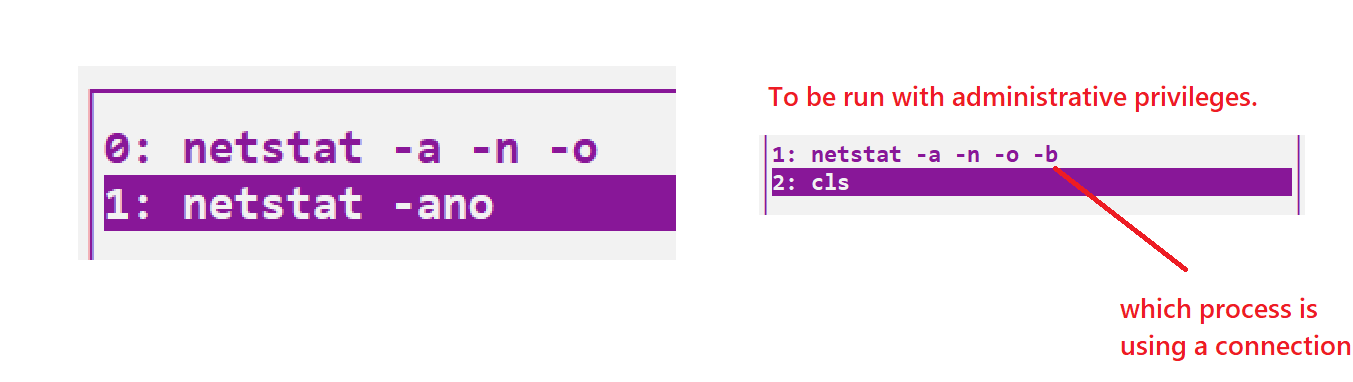 0: netstat -a -n -o
1: netstat -ano
To be run with administrative privileges.
1: netstat -a -n -o -b
2: cls
which process is
using a connection